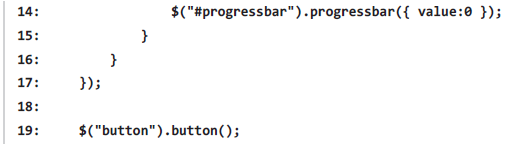 14: $("#progressbar").progressbar({ value:0 });
15: }
16: }
17: });
18:
19: $("button").button();